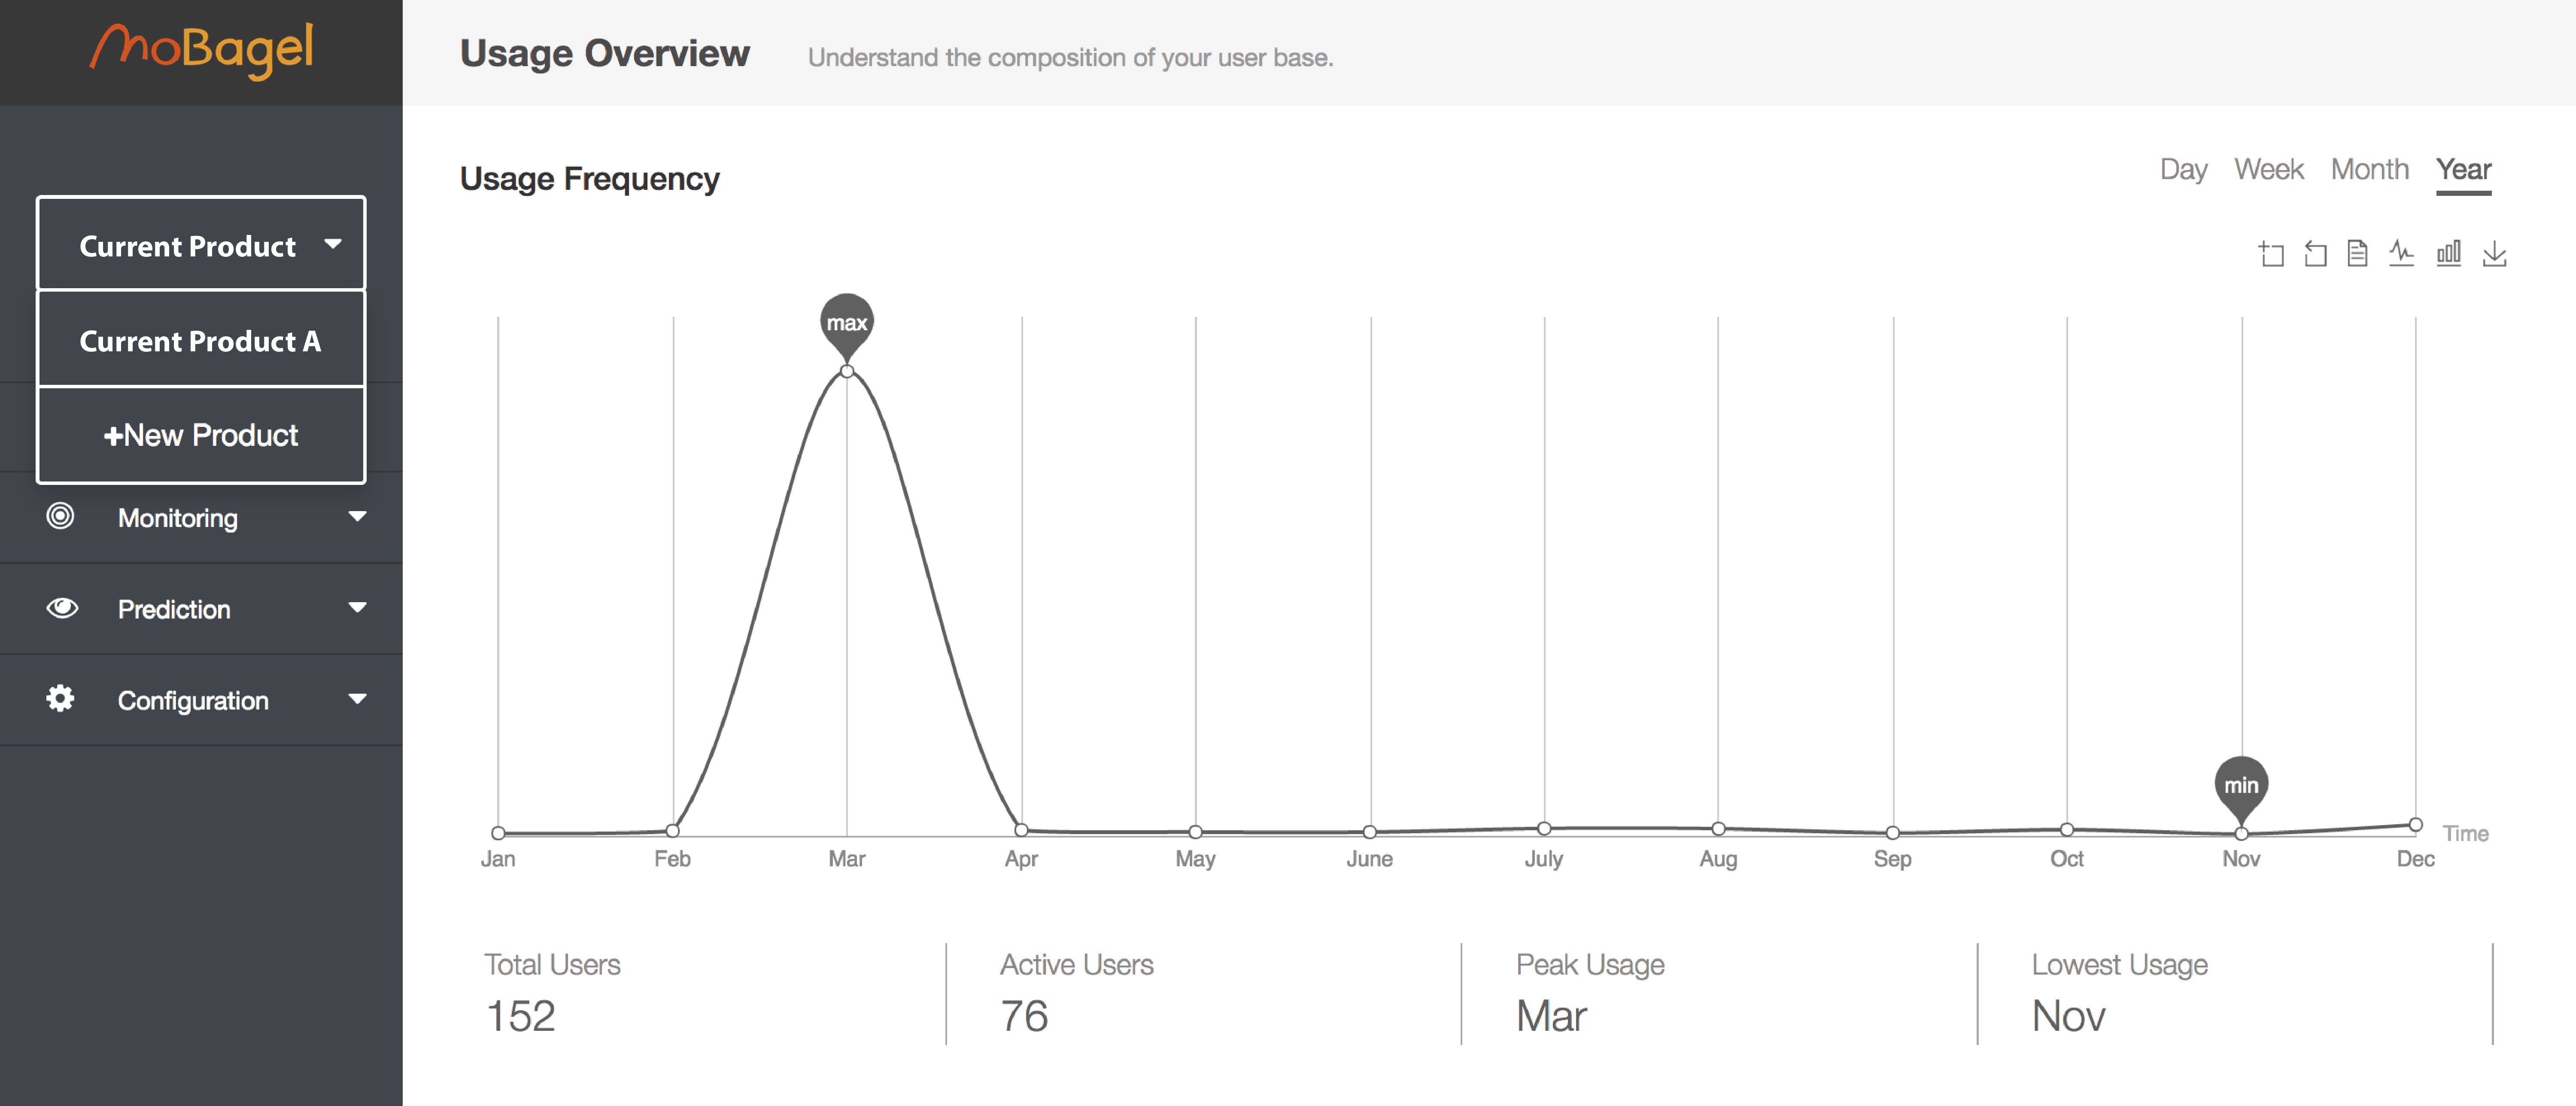 MoBagel
Usage Overview
Understand the composition of your user base.
Current Product
Current Product A
+New Product
Monitoring
Prediction
Configuration
Usage Frequency
Day Week Month Year
max
min
Time
Jan Feb Mar Apr May June July Aug Sep Oct Nov Dec
Total Users
152
Active Users
76
Peak Usage
Mar
Lowest Usage
Nov